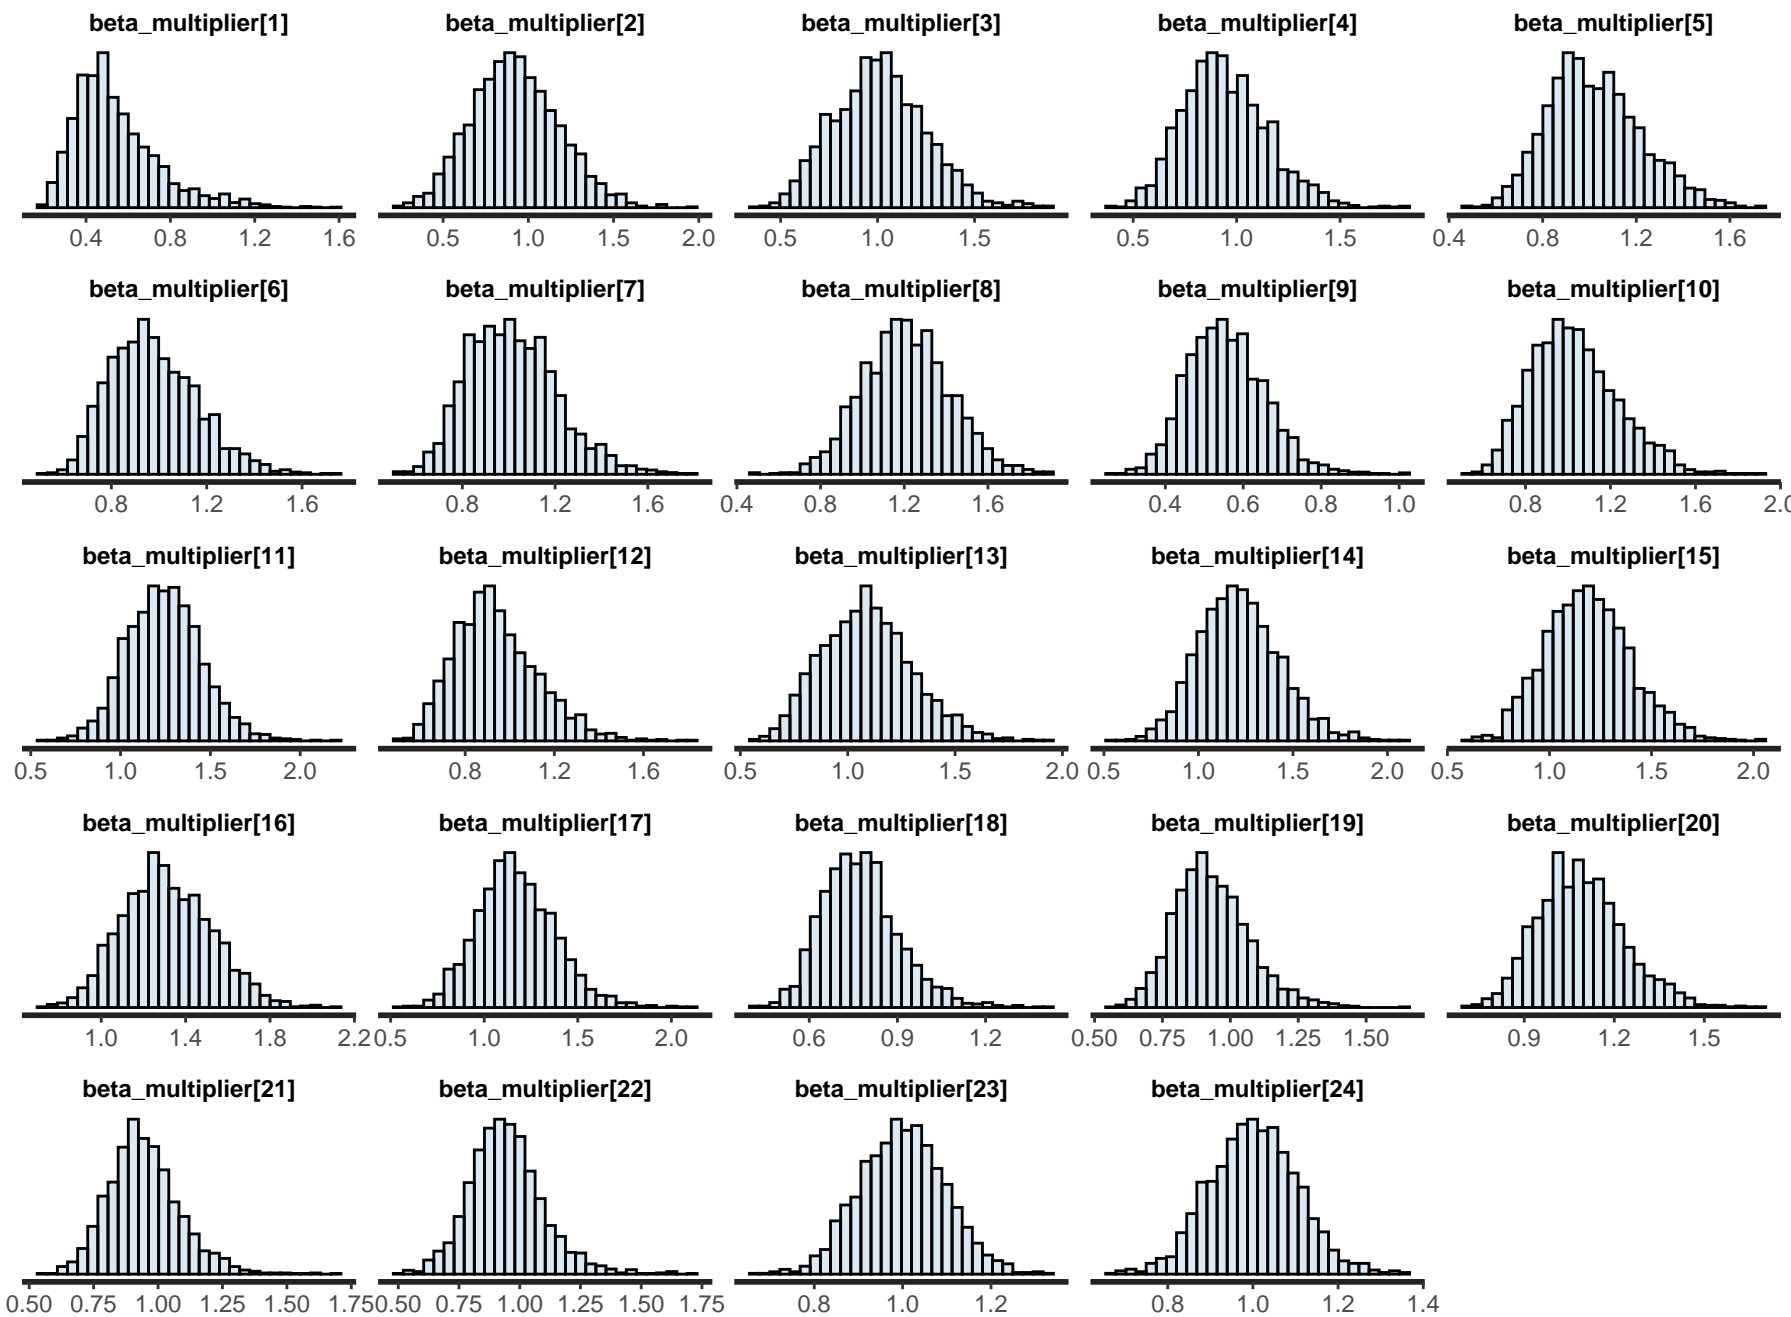 beta_multiplier[1] beta_multiplier[2] beta_multiplier[3] beta_multiplier[4] beta_multiplier[5]
0.4 0.8 1.2 1.6 0.5 1.0 1.5 2.0 0.5 1.0 1.5 0.5 1.0 1.5 0.4 0.8 1.2 1.6
beta_multiplier[6] beta_multiplier[7] beta_multiplier[8] beta_multiplier[9] beta_multiplier[10]
0.8 1.2 1.6 0.8 1.2 1.6 0.4 0.8 1.2 1.6 0.4 0.6 0.8 1.0 0.8 1.2 1.6 2.0
beta_multiplier[11] beta_multiplier[12] beta_multiplier[13] beta_multiplier[14] beta_multiplier[15]
0.5 1.0 1.5 2.0 0.8 1.2 1.6 0.5 1.0 1.5 2.0 0.5 1.0 1.5 2.0 0.5 1.0 1.5 2.0
beta_multiplier[16] beta_multiplier[17] beta_multiplier[18] beta_multiplier[19] beta_multiplier[20]
1.0 1.4 1.8 2.2 0.5 1.0 1.5 2.0 0.6 0.9 1.2 0.50 0.75 1.00 1.25 1.50 0.9 1.2 1.5
beta_multiplier[21] beta_multiplier[22] beta_multiplier[23] beta_multiplier[24]
0.50 0.75 1.00 1.25 1.50 1.75 0.50 0.75 1.00 1.25 1.50 1.75 0.8 1.0 1.2 0.8 1.0 1.2 1.4